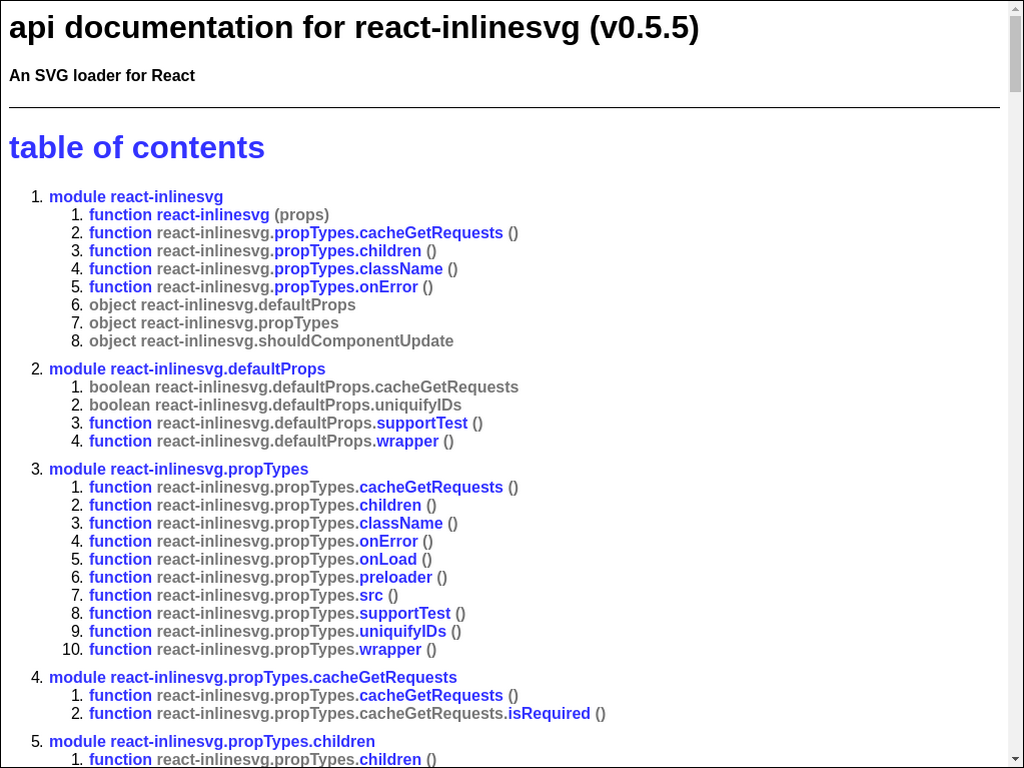 api documentation for react-inlinesvg (v0.5.5)
An SVG loader for React
table of contents
1. module react-inlinesvg
1. function react-inlinesvg (props)
2. function react-inlinesvg.propTypes.cacheGetRequests ()
3. function react-inlinesvg.propTypes.children ()
4. function react-inlinesvg.propTypes.className ()
5. function react-inlinesvg.propTypes.onError ()
6. object react-inlinesvg.defaultProps
7. object react-inlinesvg.propTypes
8. object react-inlinesvg.shouldComponentUpdate
2. module react-inlinesvg.defaultProps
1. boolean react-inlinesvg.defaultProps.cacheGetRequests
2. boolean react-inlinesvg.defaultProps.uniquifyIDs
3. function react-inlinesvg.defaultProps.supportTest ()
4. function react-inlinesvg.defaultProps.wrapper ()
3. module react-inlinesvg.propTypes
1. function react-inlinesvg.propTypes.cacheGetRequests ()
2. function react-inlinesvg.propTypes.children ()
3. function react-inlinesvg.propTypes.className ()
4. function react-inlinesvg.propTypes.onError ()
5. function react-inlinesvg.propTypes.onLoad ()
6. function react-inlinesvg.propTypes.preloader ()
7. function react-inlinesvg.propTypes.src ()
8. function react-inlinesvg.propTypes.supportTest ()
9. function react-inlinesvg.propTypes.uniquifyIDs ()
10. function react-inlinesvg.propTypes.wrapper ()
4. module react-inlinesvg.propTypes.cacheGetRequests
1. function react-inlinesvg.propTypes.cacheGetRequests ()
2. function react-inlinesvg.propTypes.cacheGetRequests.isRequired ()
5. module react-inlinesvg.propTypes.children
1. function react-inlinesvg.propTypes.children ()